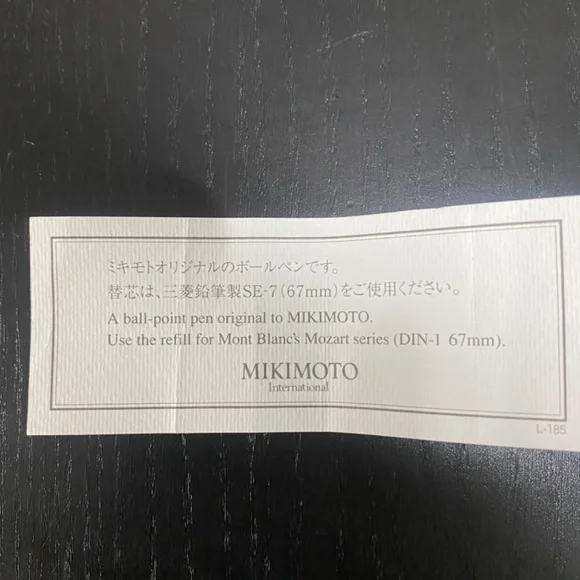 ミキモトオリジナルのボールペンです。
替芯は、三菱鉛筆製SE-7(67mm)をご使用ください。
A ball-point pen original to MIKIMOTO.
Use the refill for Mont Blanc's Mozart series (DIN-1 67mm).
MIKIMOTO
International
L-185